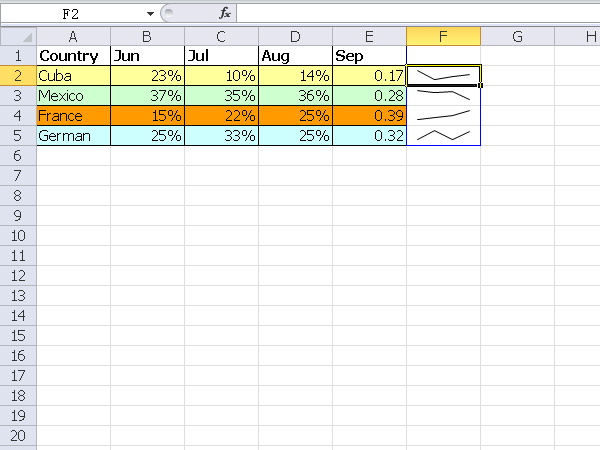 F2 fx
A B C D E F G H
1 Country Jun Jul Aug Sep
2 Cuba 23% 10% 14% 0.17
3 Mexico 37% 35% 36% 0.28
4 France 15% 22% 25% 0.39
5 German 25% 33% 25% 0.32
6
7
8
9
10
11
12
13
14
15
16
17
18
19
20